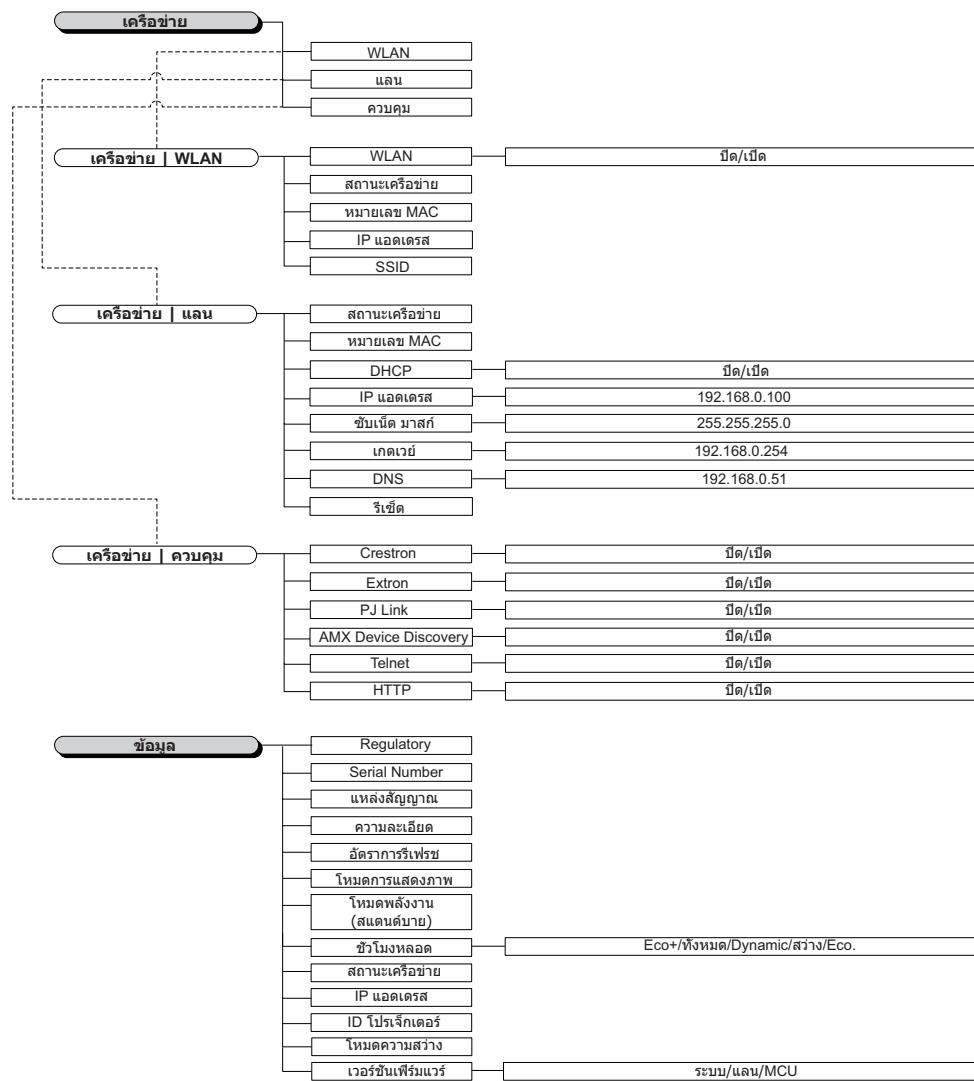 เครือข่าย
WLAN
แลน
ควบคุม
เครือข่าย | WLAN
WLAN
ปิด/เปิด
สถานะเครือข่าย
หมายเลข MAC
IP แอดเดรส
SSID
เครือข่าย | แลน
สถานะเครือข่าย
หมายเลข MAC
DHCP
ปิด/เปิด
IP แอดเดรส
192.168.0.100
ซับเน็ต มาสก์
255.255.255.0
เกตเวย์
192.168.0.254
DNS
192.168.0.51
รีเซ็ต
เครือข่าย | ควบคุม
Crestron
ปิด/เปิด
Extron
ปิด/เปิด
PJ Link
ปิด/เปิด
AMX Device Discovery
ปิด/เปิด
Telnet
ปิด/เปิด
HTTP
ปิด/เปิด
ข้อมูล
Regulatory
Serial Number
แหล่งสัญญาณ
ความละเอียด
อัตราการรีเฟรช
โหมดการแสดงภาพ
โหมดพลังงาน
(สแตนด์บาย)
ชั่วโมงหลอด
Eco+/ทั้งหมด/Dynamic/สว่าง/Eco.
สถานะเครือข่าย
IP แอดเดรส
ID โปรเจ็กเตอร์
โหมดความสว่าง
เวอร์ชันเฟิร์มแวร์
ระบบ/แลน/MCU